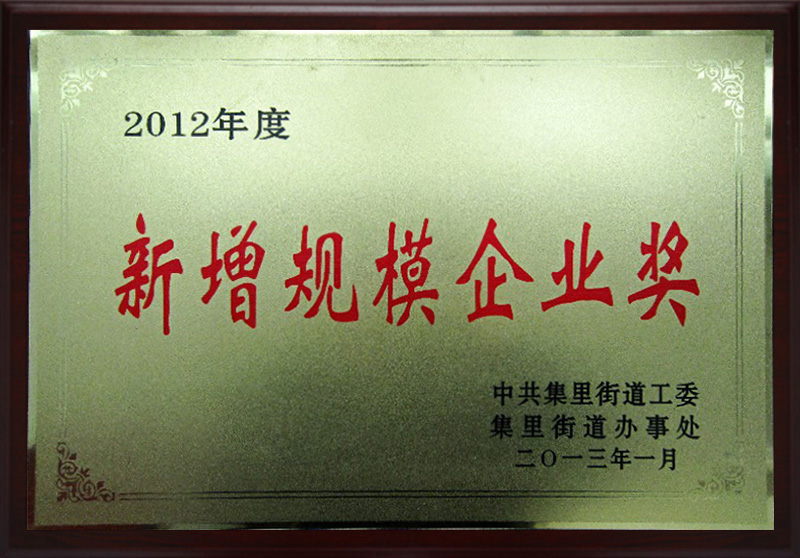 2012年度
新增规模企业奖
中共集里街道工委
集里街道办事处
二〇一三年一月